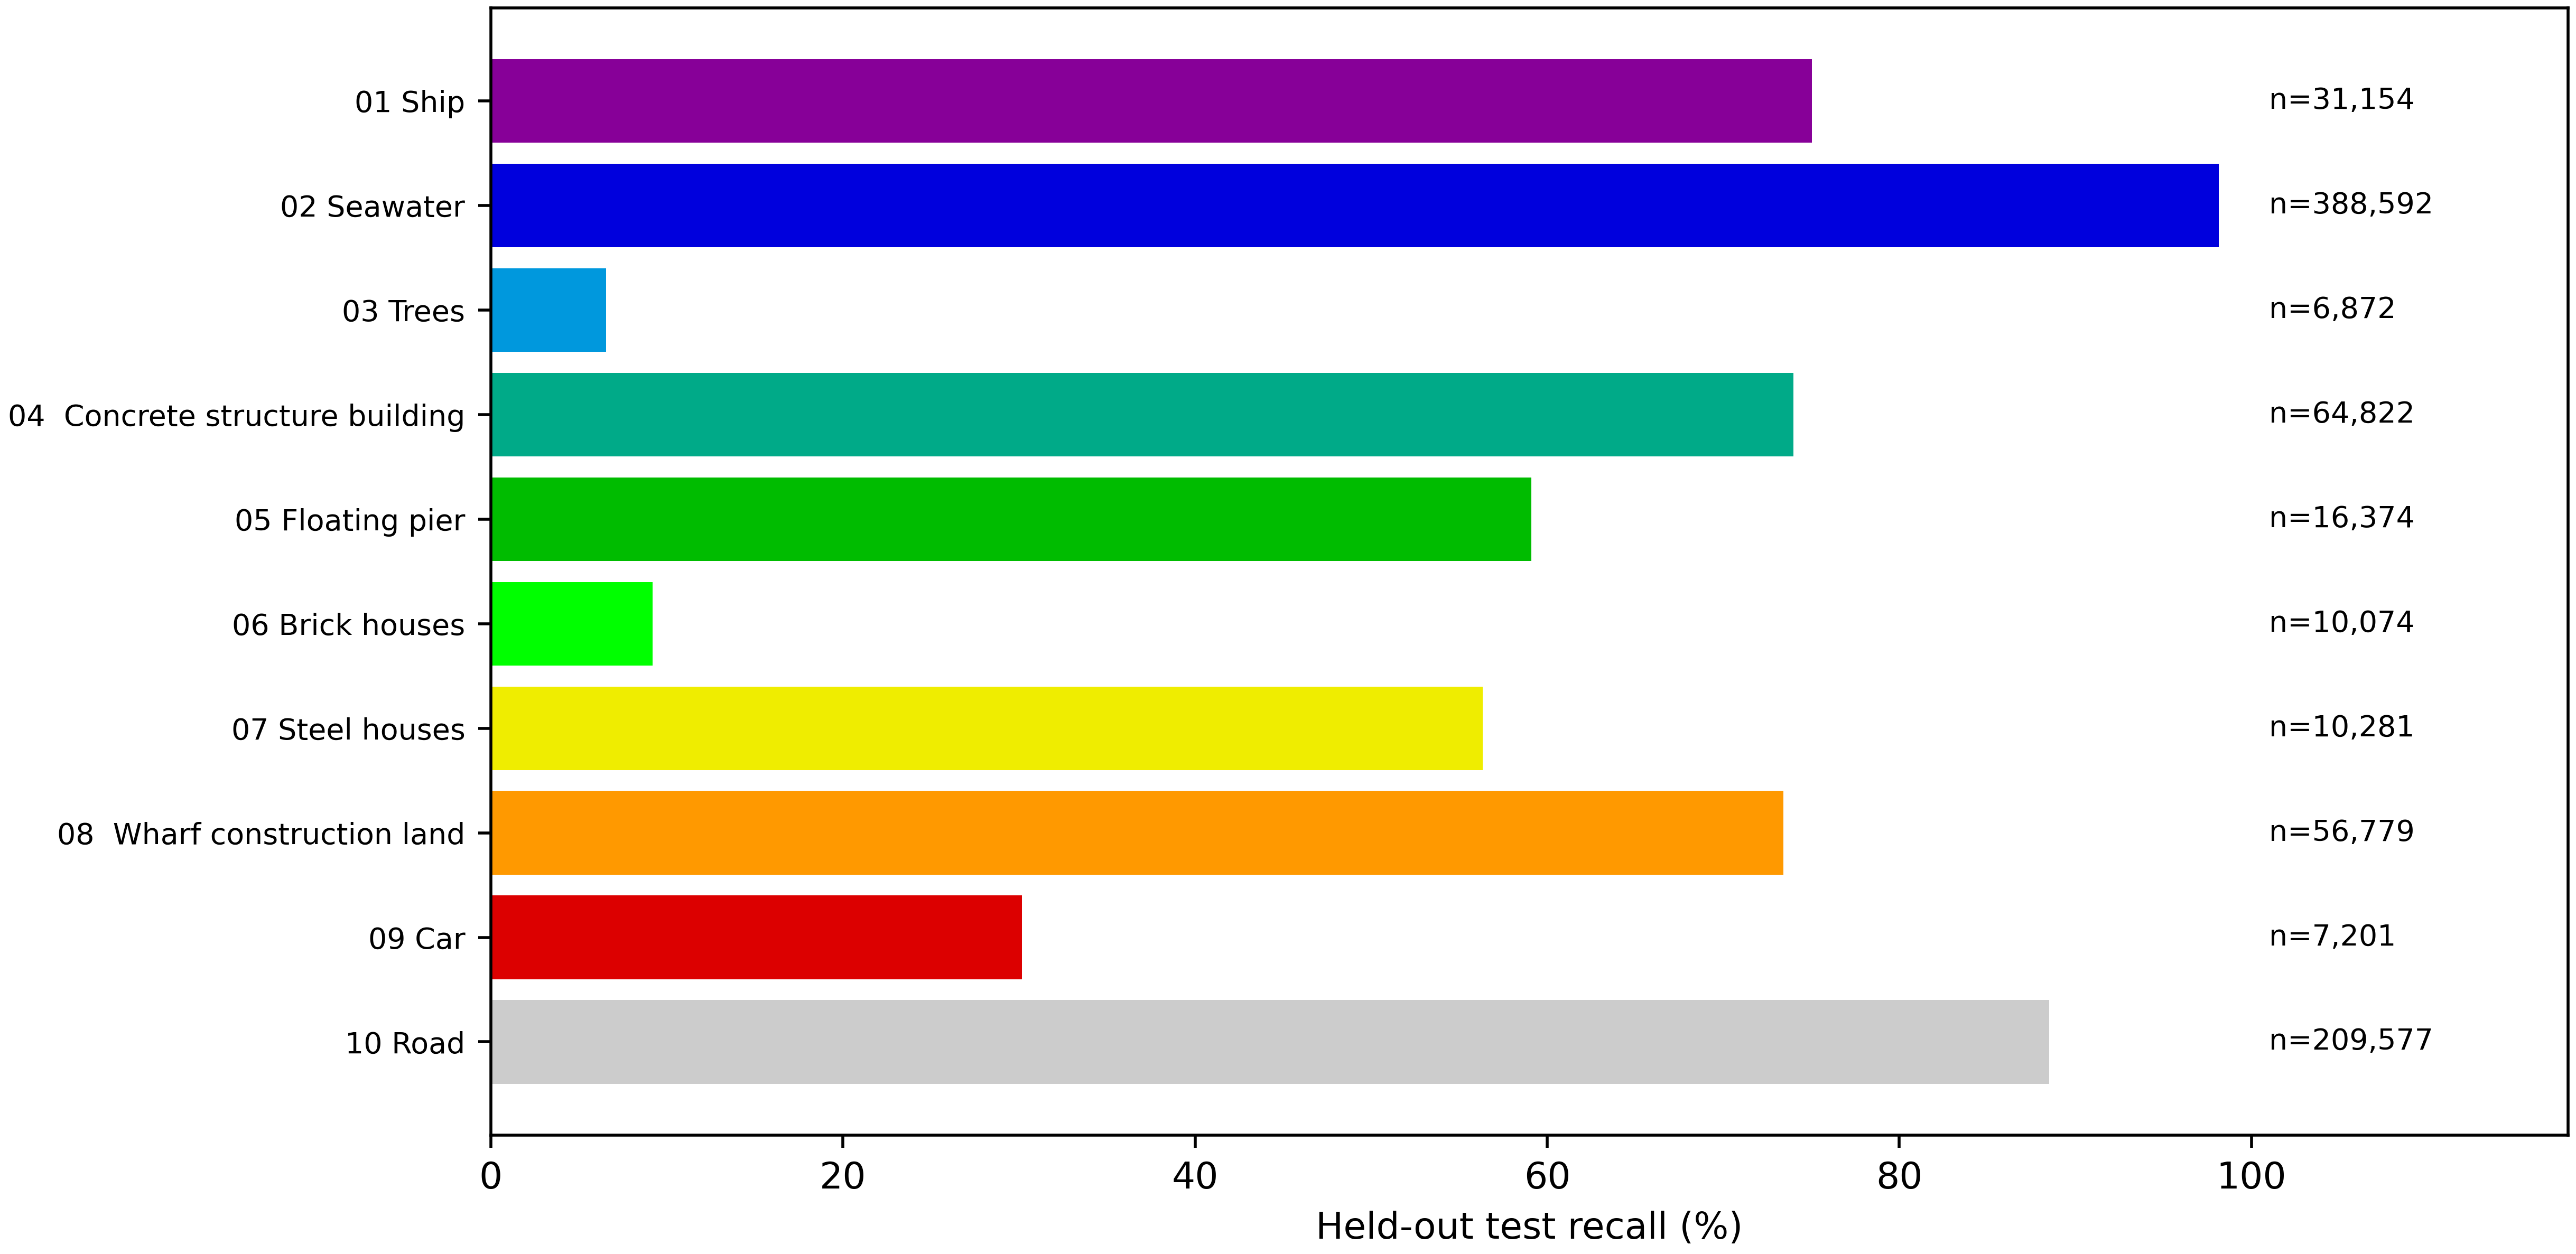 01 Ship n=31,154
02 Seawater n=388,592
03 Trees n=6,872
04  Concrete structure building n=64,822
05 Floating pier n=16,374
06 Brick houses n=10,074
07 Steel houses n=10,281
08  Wharf construction land n=56,779
09 Car n=7,201
10 Road n=209,577
0 20 40 60 80 100
Held-out test recall (%)